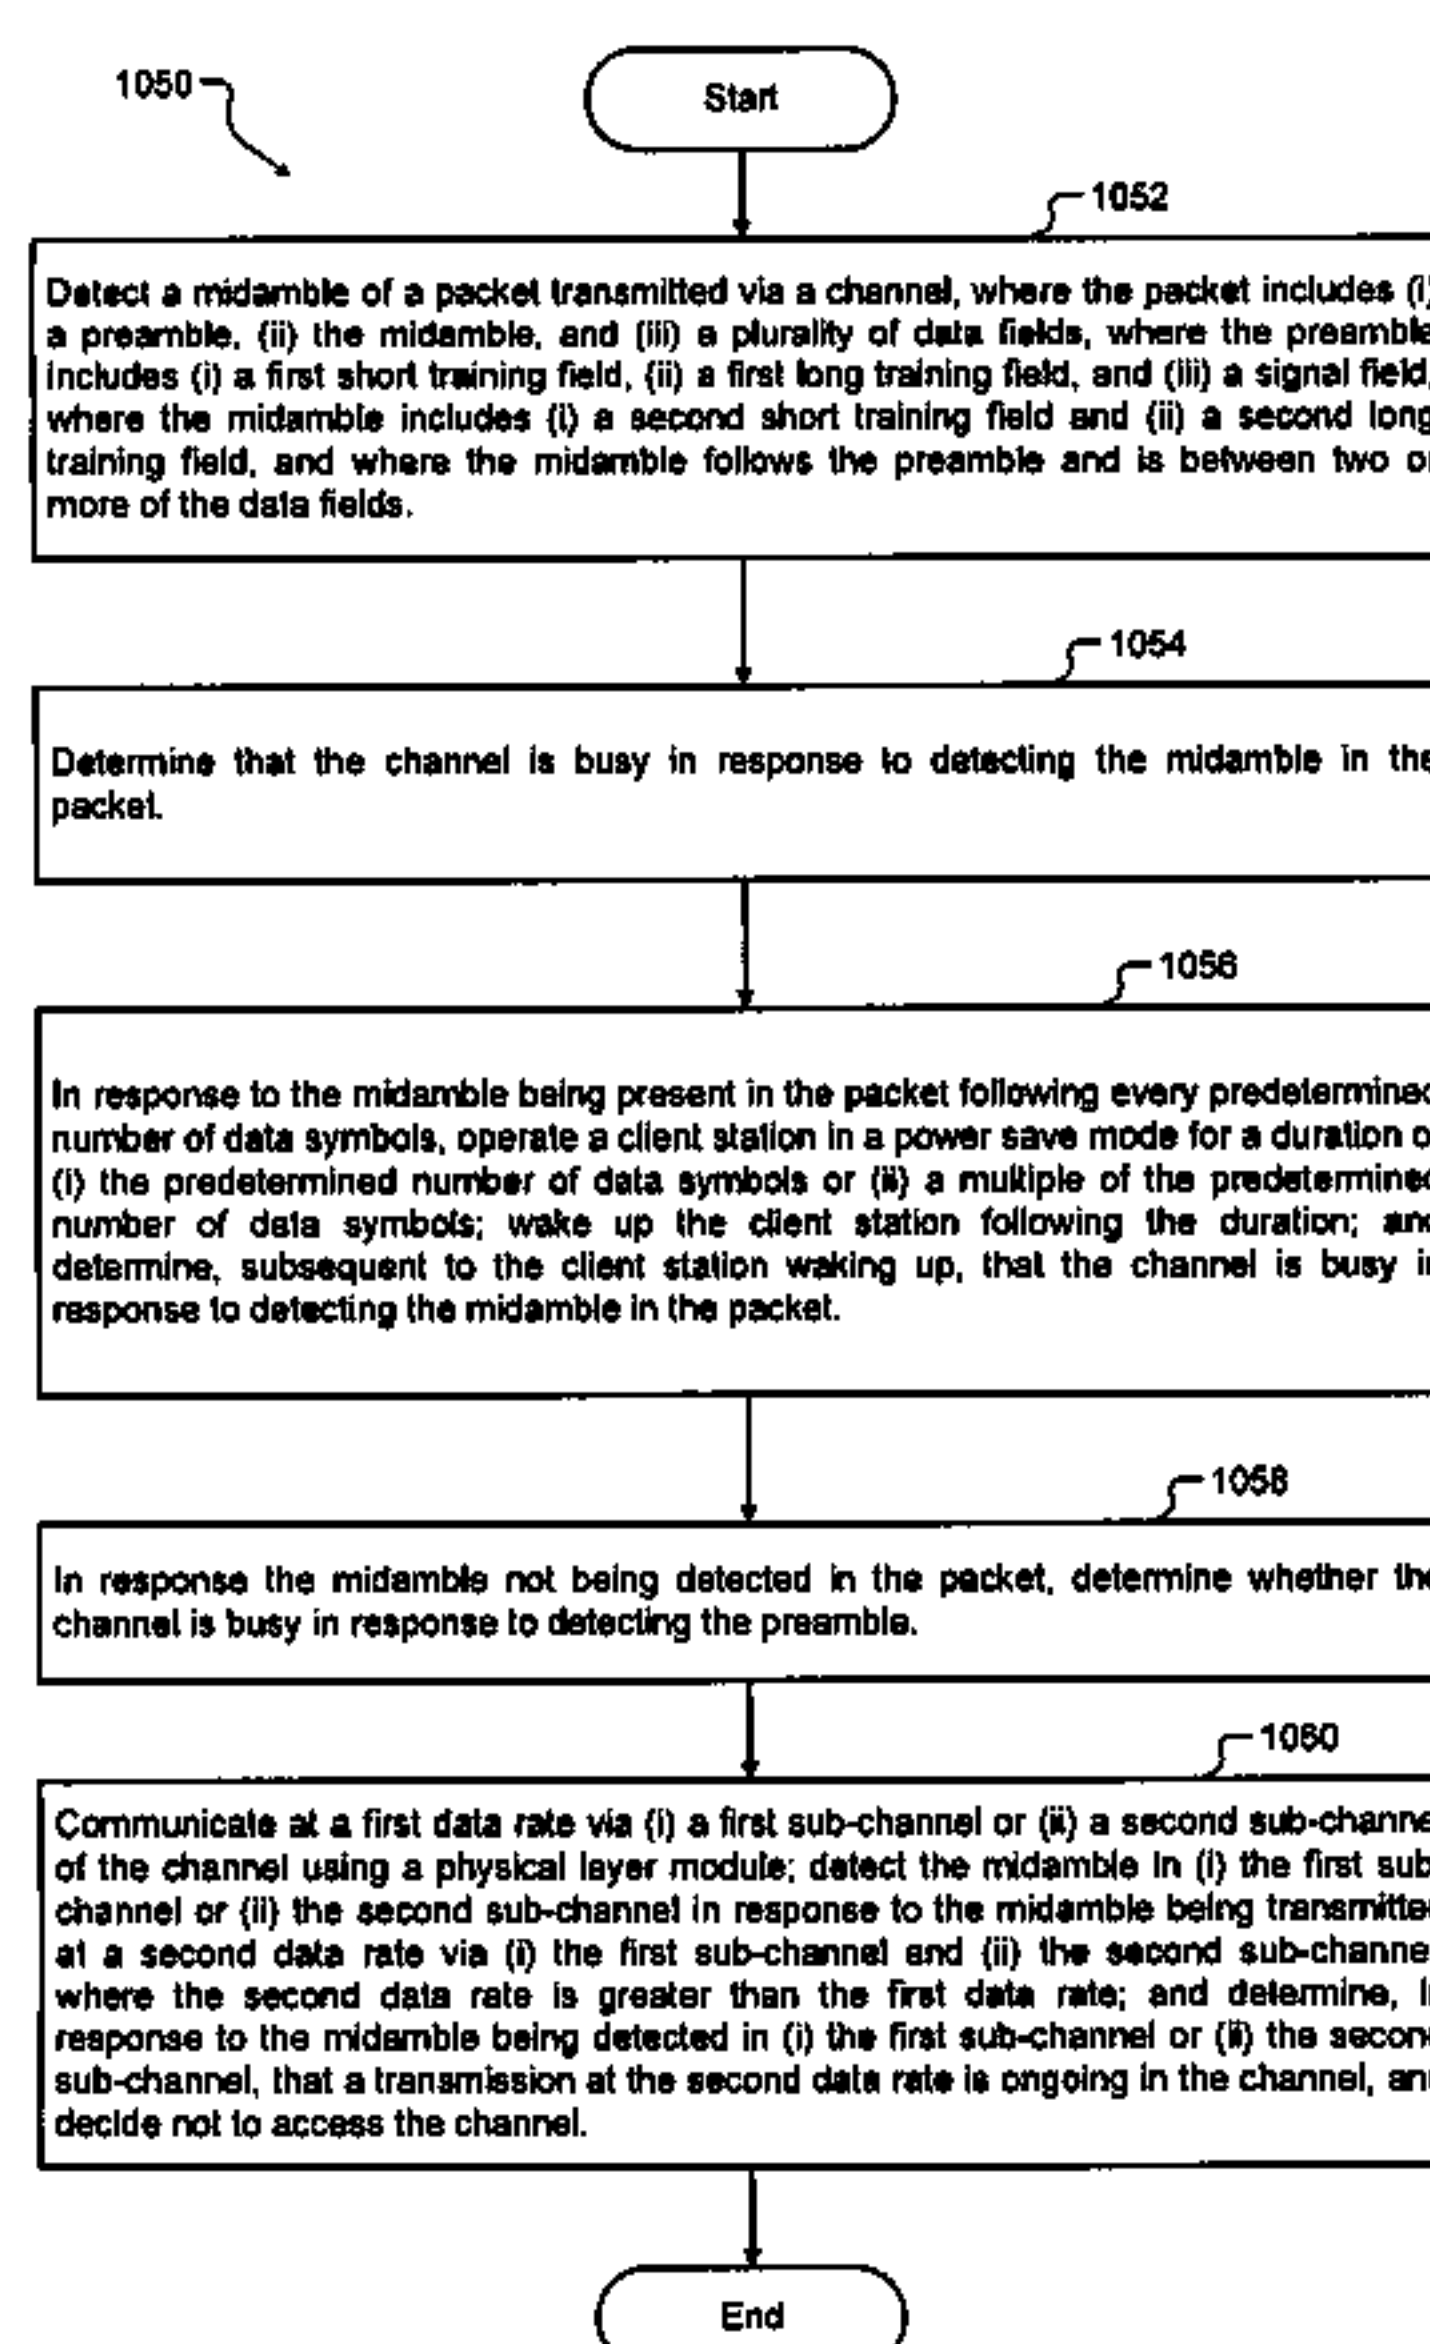 1050
Start
1052
Detect a midamble of a packet transmitted via a channel, where the packet includes (i)
a preamble, (ii) the midamble, and (iii) a plurality of data fields, where the preamble
includes (i) a first short training field, (ii) a first long training field, and (iii) a signal field,
where the midamble includes (i) a second short training field and (ii) a second long
training field, and where the midamble follows the preamble and is between two or
more of the data fields.
1054
Determine that the channel is busy in response to detecting the midamble in the
packet.
1056
In response to the midamble being present in the packet following every predetermined
number of data symbols, operate a client station in a power save mode for a duration of
(i) the predetermined number of data symbols or (ii) a multiple of the predetermined
number of data symbols; wake up the client station following the duration; and
determine, subsequent to the client station waking up, that the channel is busy in
response to detecting the midamble in the packet.
1058
In response the midamble not being detected in the packet, determine whether the
channel is busy in response to detecting the preamble.
1060
Communicate at a first data rate via (i) a first sub-channel or (ii) a second sub-channel
of the channel using a physical layer module; detect the midamble in (i) the first sub-
channel or (ii) the second sub-channel in response to the midamble being transmitted
at a second data rate via (i) the first sub-channel and (ii) the second sub-channel,
where the second data rate is greater than the first data rate; and determine, in
response to the midamble being detected in (i) the first sub-channel or (ii) the second
sub-channel, that a transmission at the second data rate is ongoing in the channel, and
decide not to access the channel.
End